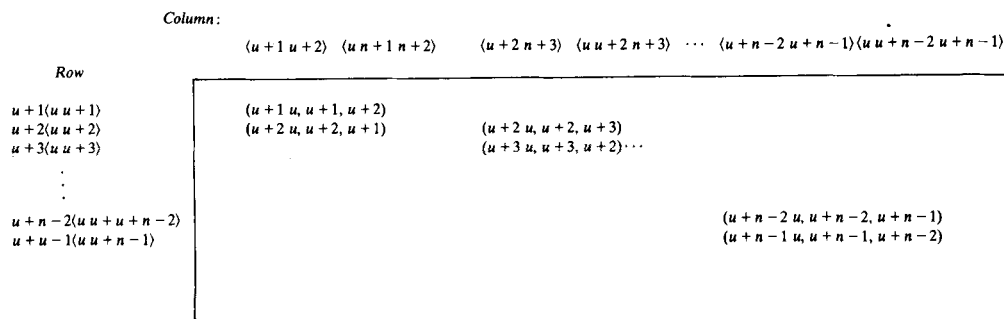 Column:
⟨u + 1 u + 2⟩ ⟨u n + 1 n + 2⟩ ⟨u + 2 n + 3⟩ ⟨u u + 2 n + 3⟩ ··· ⟨u + n − 2 u + n − 1⟩⟨u u + n − 2 u + n − 1⟩
Row
u + 1⟨u u + 1⟩ (u + 1 u, u + 1, u + 2)
u + 2⟨u u + 2⟩ (u + 2 u, u + 2, u + 1) (u + 2 u, u + 2, u + 3)
u + 3⟨u u + 3⟩ (u + 3 u, u + 3, u + 2)···
.
.
.
u + n − 2⟨u u + u + n − 2⟩ (u + n − 2 u, u + n − 2, u + n − 1)
u + u − 1⟨u u + n − 1⟩ (u + n − 1 u, u + n − 1, u + n − 2)